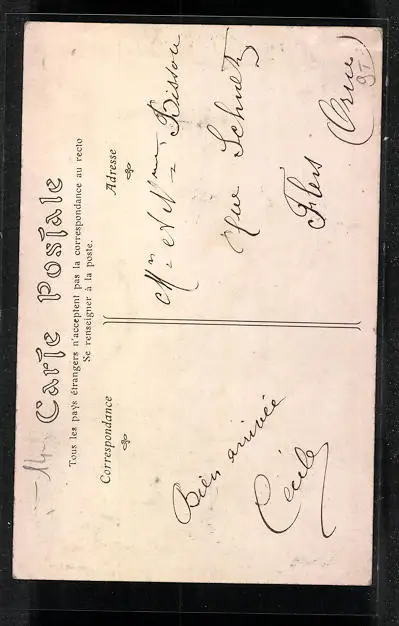 Carte Postale
Tous les pays étrangers n'acceptent pas la correspondance au recto
Se renseigner à la poste.
Correspondance
Adresse
Bien arrivée
Cécile
Bisson
Rue Schnetz
Flers (Orne)